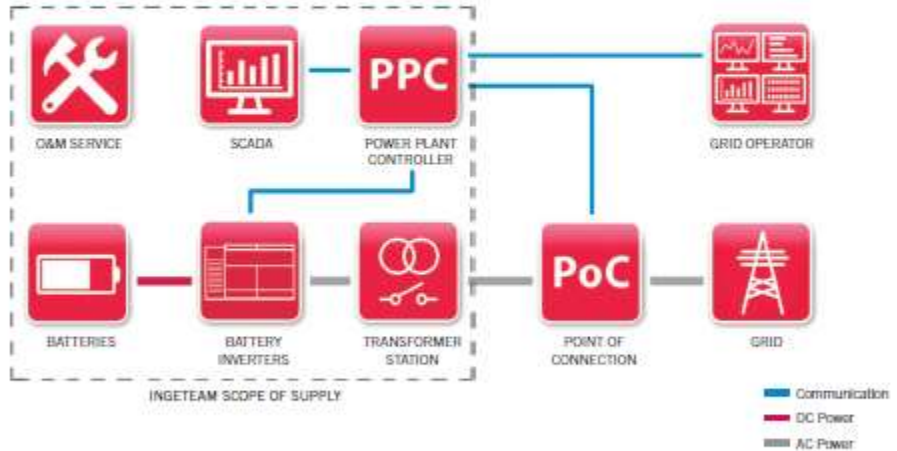 PPC
O&M SERVICE
SCADA
POWER PLANT
CONTROLLER
GRID OPERATOR
PoC
BATTERIES
BATTERY
INVERTERS
TRANSFORMER
STATION
POINT OF
CONNECTION
GRID
INGETEAM SCOPE OF SUPPLY
Communication
DC Power
AC Power